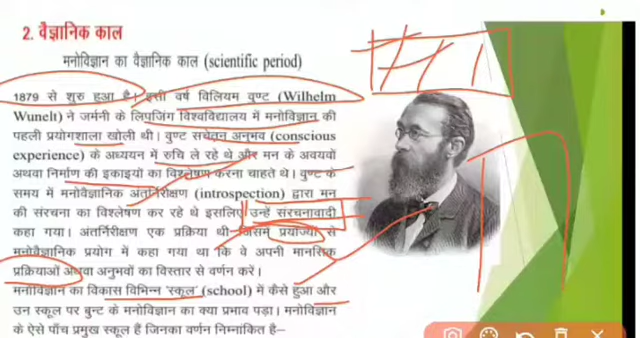 2. वैज्ञानिक काल
मनोविज्ञान का वैज्ञानिक काल (scientific period)
1879 से शुरु हुआ है। इसी वर्ष विलियम वुण्ट (Wilhelm
Wunelt) ने जर्मनी के लिपजिंग विश्वविद्यालय में मनोविज्ञान की
पहली प्रयोगशाला खोली थी। वुण्ट सचेतन अनुभव (conscious
experience) के अध्ययन में रुचि ले रहे थे और मन के अवयवों
अथवा निर्माण की इकाइयों का विश्लेषण करना चाहते थे। वुण्ट के
समय में मनोवैज्ञानिक अंतर्निरीक्षण (introspection) द्वारा मन
की संरचना का विश्लेषण कर रहे थे इसलिए उन्हें संरचनावादी
कहा गया। अंतर्निरीक्षण एक प्रक्रिया थी जिसमें प्रयोज्यों से
मनोवैज्ञानिक प्रयोग में कहा गया था कि वे अपनी मानसिक
प्रक्रियाओं अथवा अनुभवों का विस्तार से वर्णन करें।
मनोविज्ञान का विकास विभिन्न 'स्कूल' (school) में कैसे हुआ और
उन स्कूल पर बुन्ट के मनोविज्ञान का क्या प्रभाव पड़ा। मनोविज्ञान
के ऐसे पाँच प्रमुख स्कूल हैं जिनका वर्णन निम्नांकित है–